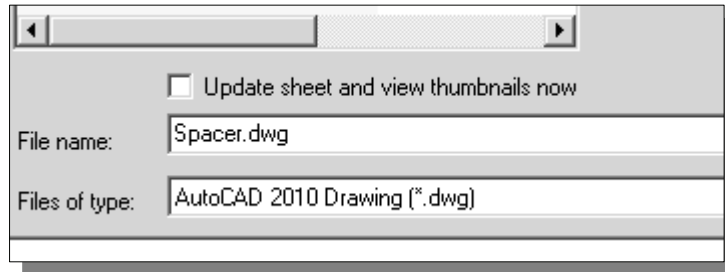 Update sheet and view thumbnails now
File name: Spacer.dwg
Files of type: AutoCAD 2010 Drawing (*.dwg)